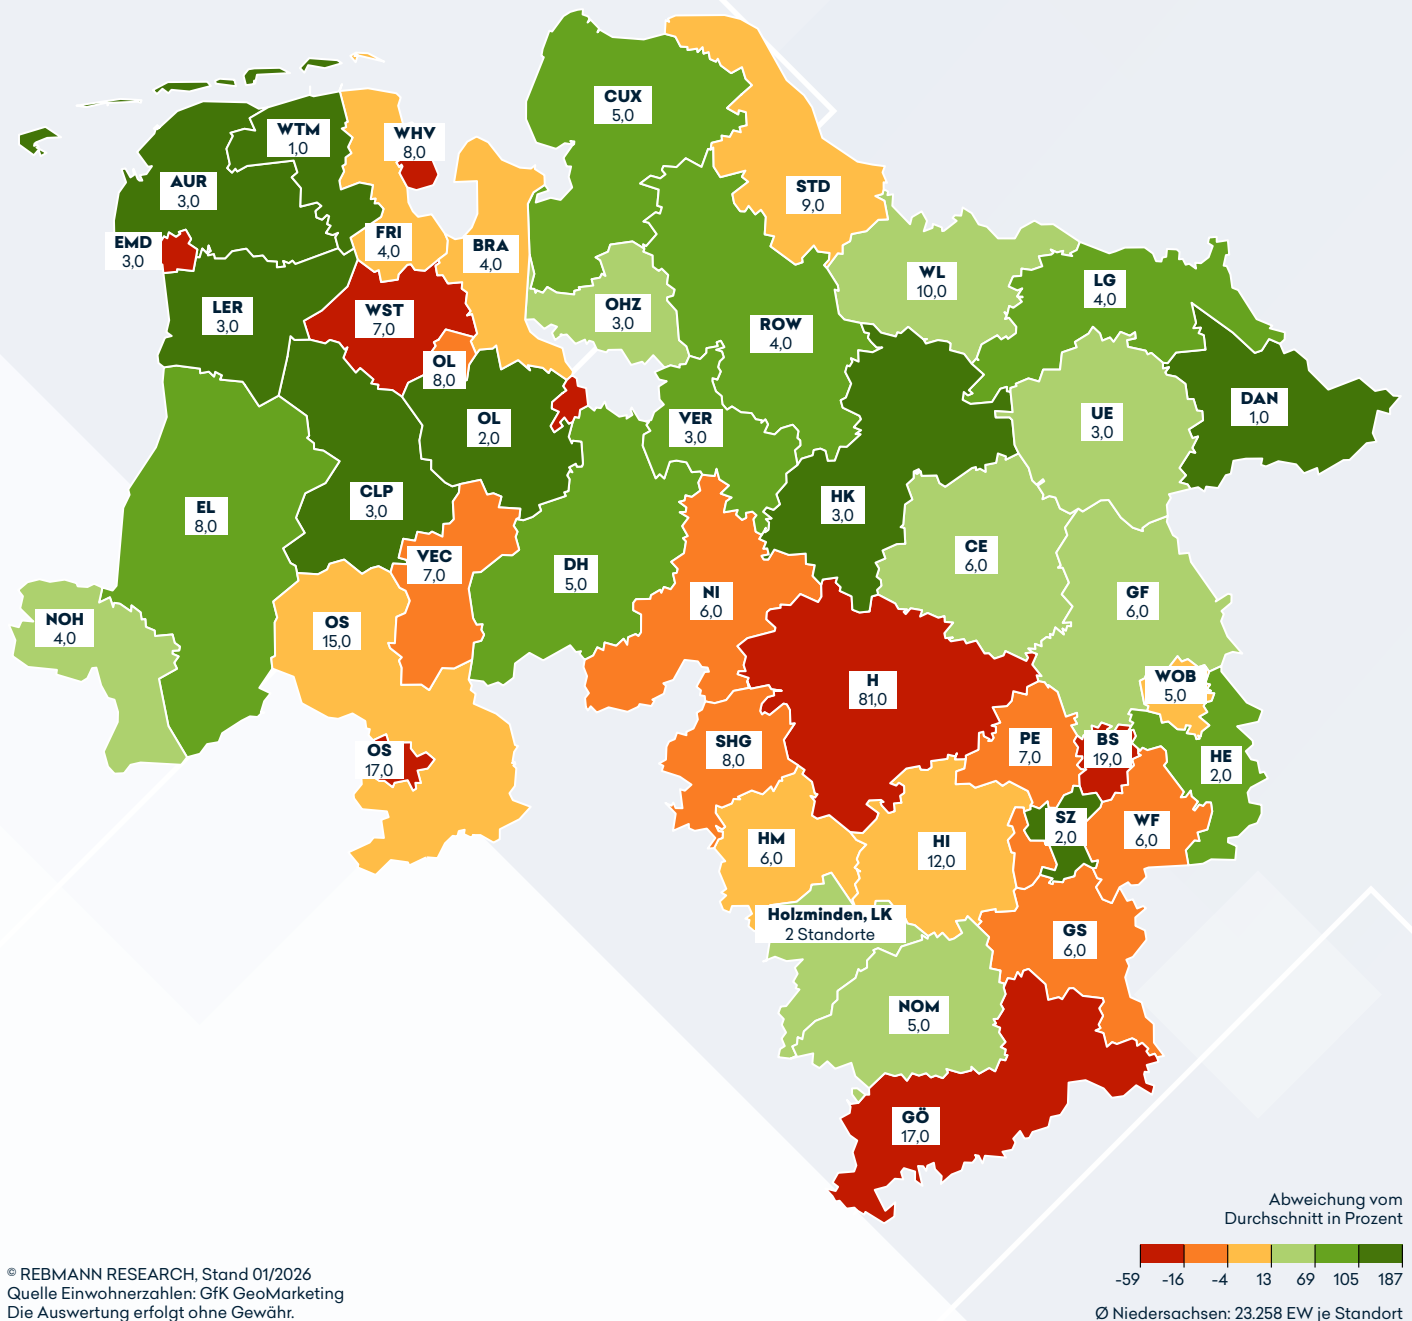 CUX
5,0
WTM
1,0
WHV
8,0
AUR
3,0
STD
9,0
EMD
3,0
FRI
4,0
BRA
4,0
WL
10,0
LG
4,0
LER
3,0
WST
7,0
OHZ
3,0
ROW
4,0
OL
8,0
DAN
1,0
OL
2,0
VER
3,0
UE
3,0
CLP
3,0
HK
3,0
EL
8,0
CE
6,0
VEC
7,0
DH
5,0
NI
6,0
GF
6,0
NOH
4,0
OS
15,0
H
81,0
WOB
5,0
SHG
8,0
PE
7,0
BS
19,0
OS
17,0
HE
2,0
SZ
2,0
WF
6,0
HM
6,0
HI
12,0
Holzminden, LK
2 Standorte
GS
6,0
NOM
5,0
GÖ
17,0
Abweichung vom
Durchschnitt in Prozent
-59 -16 -4 13 69 105 187
Ø Niedersachsen: 23.258 EW je Standort
© REBMANN RESEARCH, Stand 01/2026
Quelle Einwohnerzahlen: GfK GeoMarketing
Die Auswertung erfolgt ohne Gewähr.